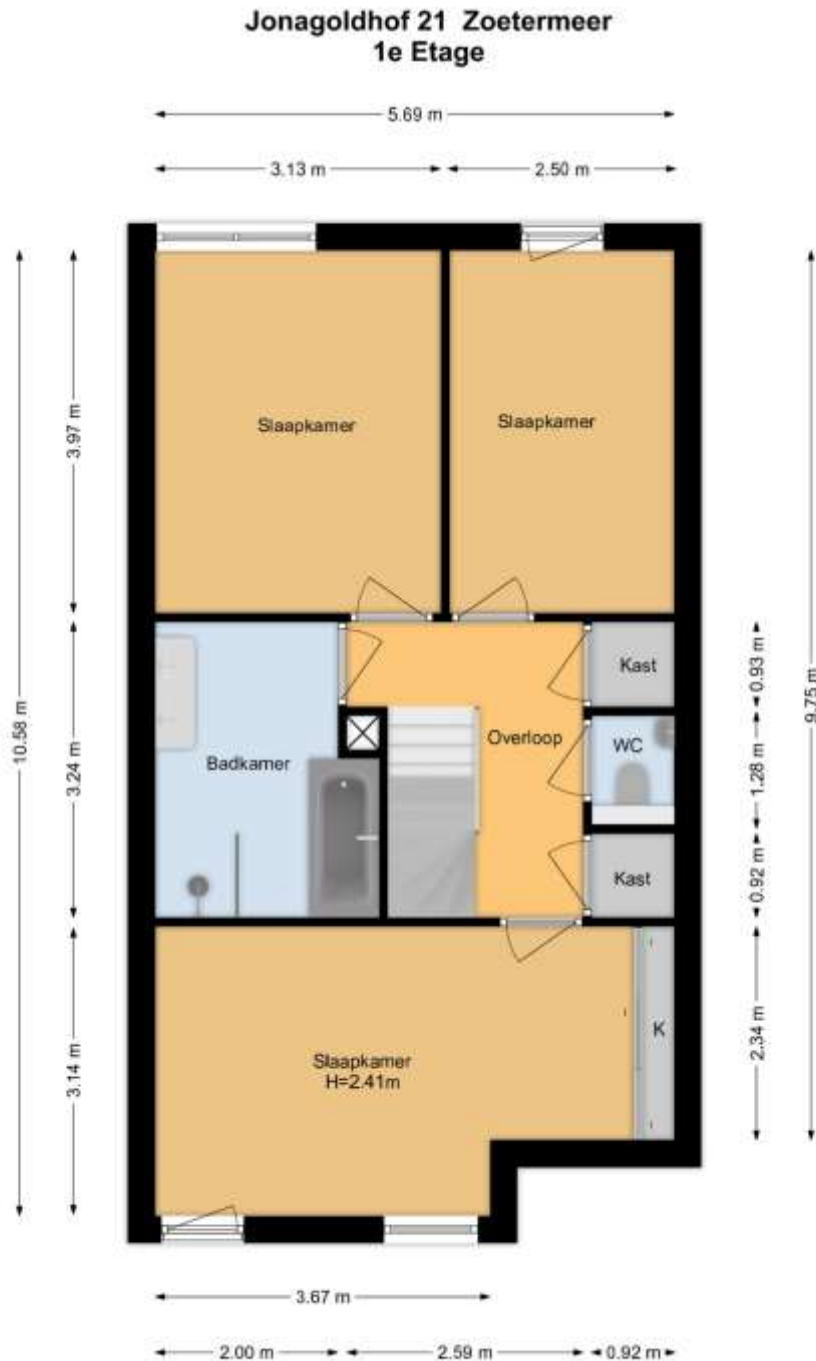 Jonagoldhof 21 Zoetermeer
1e Etage
5.69 m
3.13 m
2.50 m
3.97 m
Slaapkamer
Slaapkamer
10.58 m
9.75 m
3.24 m
Badkamer
Overloop
Kast
0.93 m
WC
1.28 m
Kast
0.92 m
3.14 m
Slaapkamer
H=2.41m
K
2.34 m
3.67 m
2.00 m
2.59 m
0.92 m